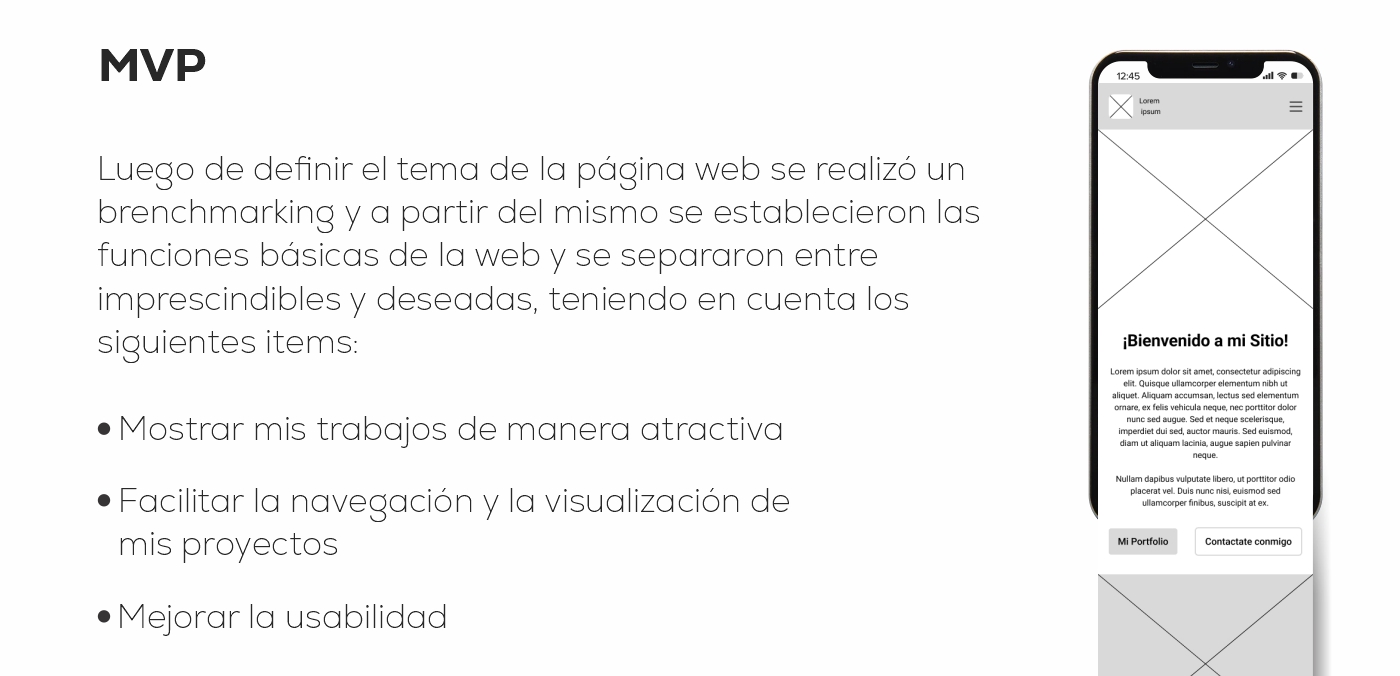 MVP
Luego de definir el tema de la página web se realizó un
brenchmarking y a partir del mismo se establecieron las
funciones básicas de la web y se separaron entre
imprescindibles y deseadas, teniendo en cuenta los
siguientes items:
• Mostrar mis trabajos de manera atractiva
• Facilitar la navegación y la visualización de
mis proyectos
• Mejorar la usabilidad
12:45
Lorem
ipsum
¡Bienvenido a mi Sitio!
Lorem ipsum dolor sit amet, consectetur adipiscing
elit. Quisque ullamcorper elementum nibh ut
aliquet. Aliquam accumsan, lectus sed elementum
ornare, ex felis vehicula neque, nec porttitor dolor
nunc sed augue. Sed et neque scelerisque,
imperdiet dui sed, auctor mauris. Sed euismod,
diam ut aliquam lacinia, augue sapien pulvinar
neque.
Nullam dapibus vulputate libero, ut porttitor odio
placerat vel. Duis nunc nisi, euismod sed
ullamcorper finibus, suscipit at ex.
Mi Portfolio
Contactate conmigo